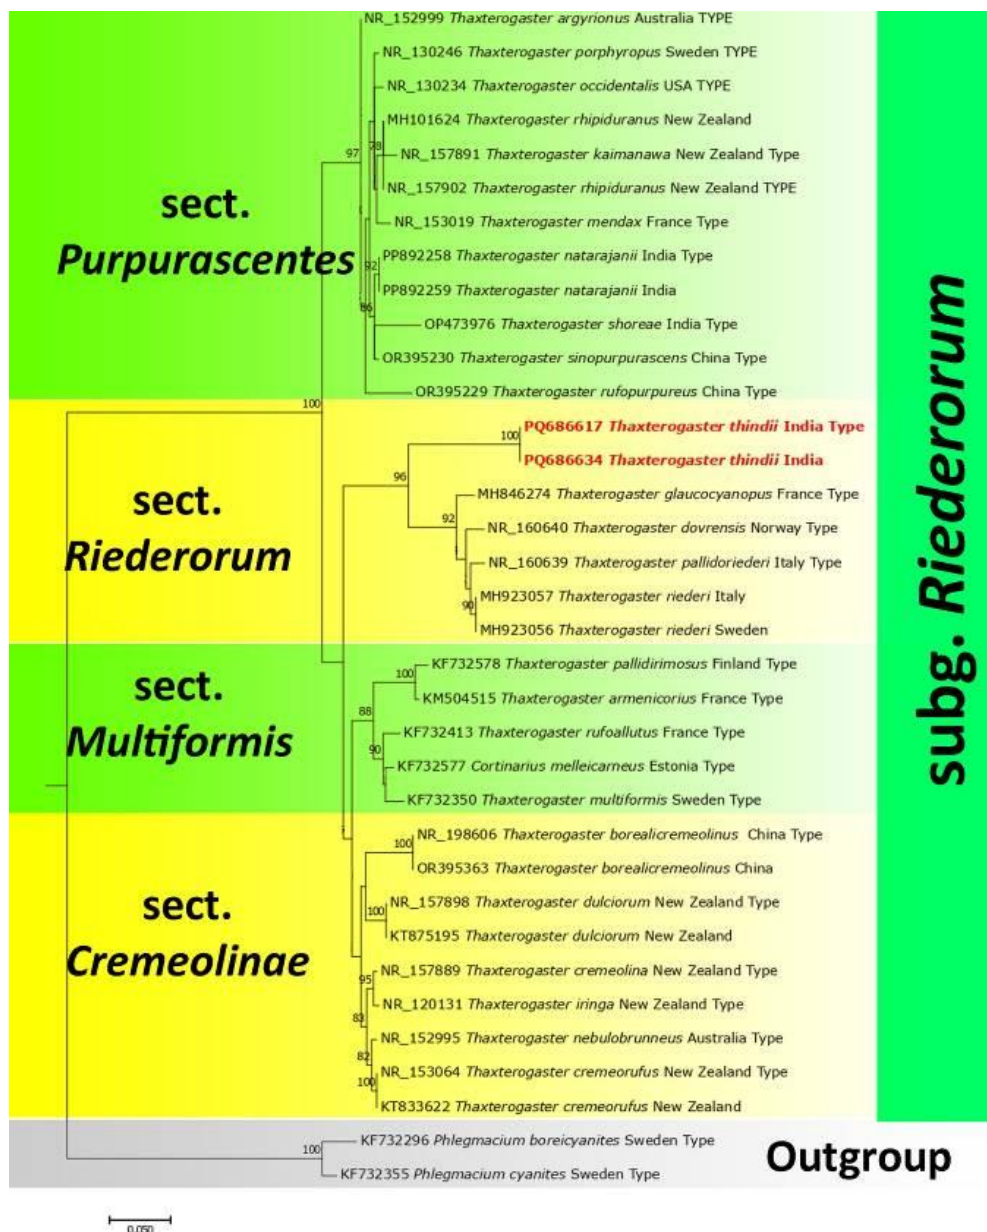 NR_152999 Thaxterogaster argyrionus Australia TYPE
NR_130246 Thaxterogaster porphyropus Sweden TYPE
NR_130234 Thaxterogaster occidentalis USA TYPE
MH101624 Thaxterogaster rhipiduranus New Zealand
97
78
NR_157891 Thaxterogaster kaimanawa New Zealand Type
NR_157902 Thaxterogaster rhipiduranus New Zealand TYPE
sect.
Purpurascentes
NR_153019 Thaxterogaster mendax France Type
PP892258 Thaxterogaster natarajanii India Type
92
PP892259 Thaxterogaster natarajanii India
86
OP473976 Thaxterogaster shoreae India Type
OR395230 Thaxterogaster sinopurpurascens China Type
OR395229 Thaxterogaster rufopurpureus China Type
100
PQ686617 Thaxterogaster thindii India Type
100
PQ686634 Thaxterogaster thindii India
96
sect.
Riederorum
MH846274 Thaxterogaster glaucocyanopus France Type
92
NR_160640 Thaxterogaster dovrensis Norway Type
NR_160639 Thaxterogaster pallidoriederi Italy Type
MH923057 Thaxterogaster riederi Italy
90
MH923056 Thaxterogaster riederi Sweden
KF732578 Thaxterogaster pallidirimosus Finland Type
100
KM504515 Thaxterogaster armenicorius France Type
sect.
Multiformis
88
KF732413 Thaxterogaster rufoallutus France Type
90
KF732577 Cortinarius melleicarneus Estonia Type
KF732350 Thaxterogaster multiformis Sweden Type
NR_198606 Thaxterogaster borealicremeolinus China Type
100
OR395363 Thaxterogaster borealicremeolinus China
sect.
Cremeolinae
NR_157898 Thaxterogaster dulciorum New Zealand Type
100
KT875195 Thaxterogaster dulciorum New Zealand
NR_157889 Thaxterogaster cremeolina New Zealand Type
95
NR_120131 Thaxterogaster iringa New Zealand Type
83
NR_152995 Thaxterogaster nebulobrunneus Australia Type
82
NR_153064 Thaxterogaster cremeorufus New Zealand Type
100
KT833622 Thaxterogaster cremeorufus New Zealand
subg. Riederorum
KF732296 Phlegmacium boreicyanites Sweden Type
100
KF732355 Phlegmacium cyanites Sweden Type
Outgroup
0.050